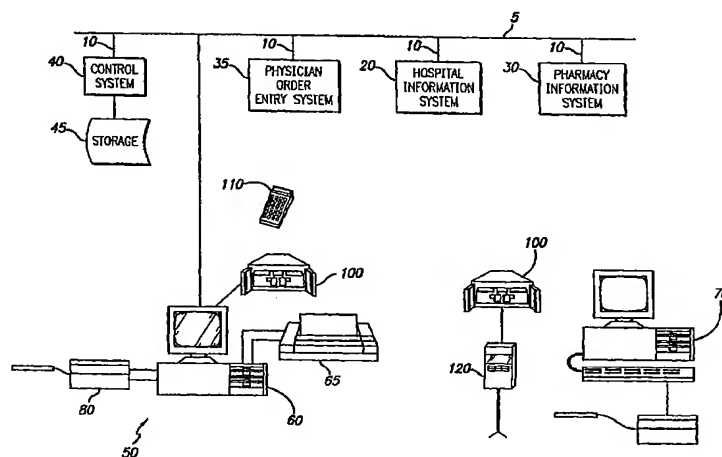 5
10
10
10
10
40
CONTROL
SYSTEM
35
PHYSICIAN
ORDER
ENTRY SYSTEM
20
HOSPITAL
INFORMATION
SYSTEM
30
PHARMACY
INFORMATION
SYSTEM
45
STORAGE
110
100
100
65
80
60
120
50